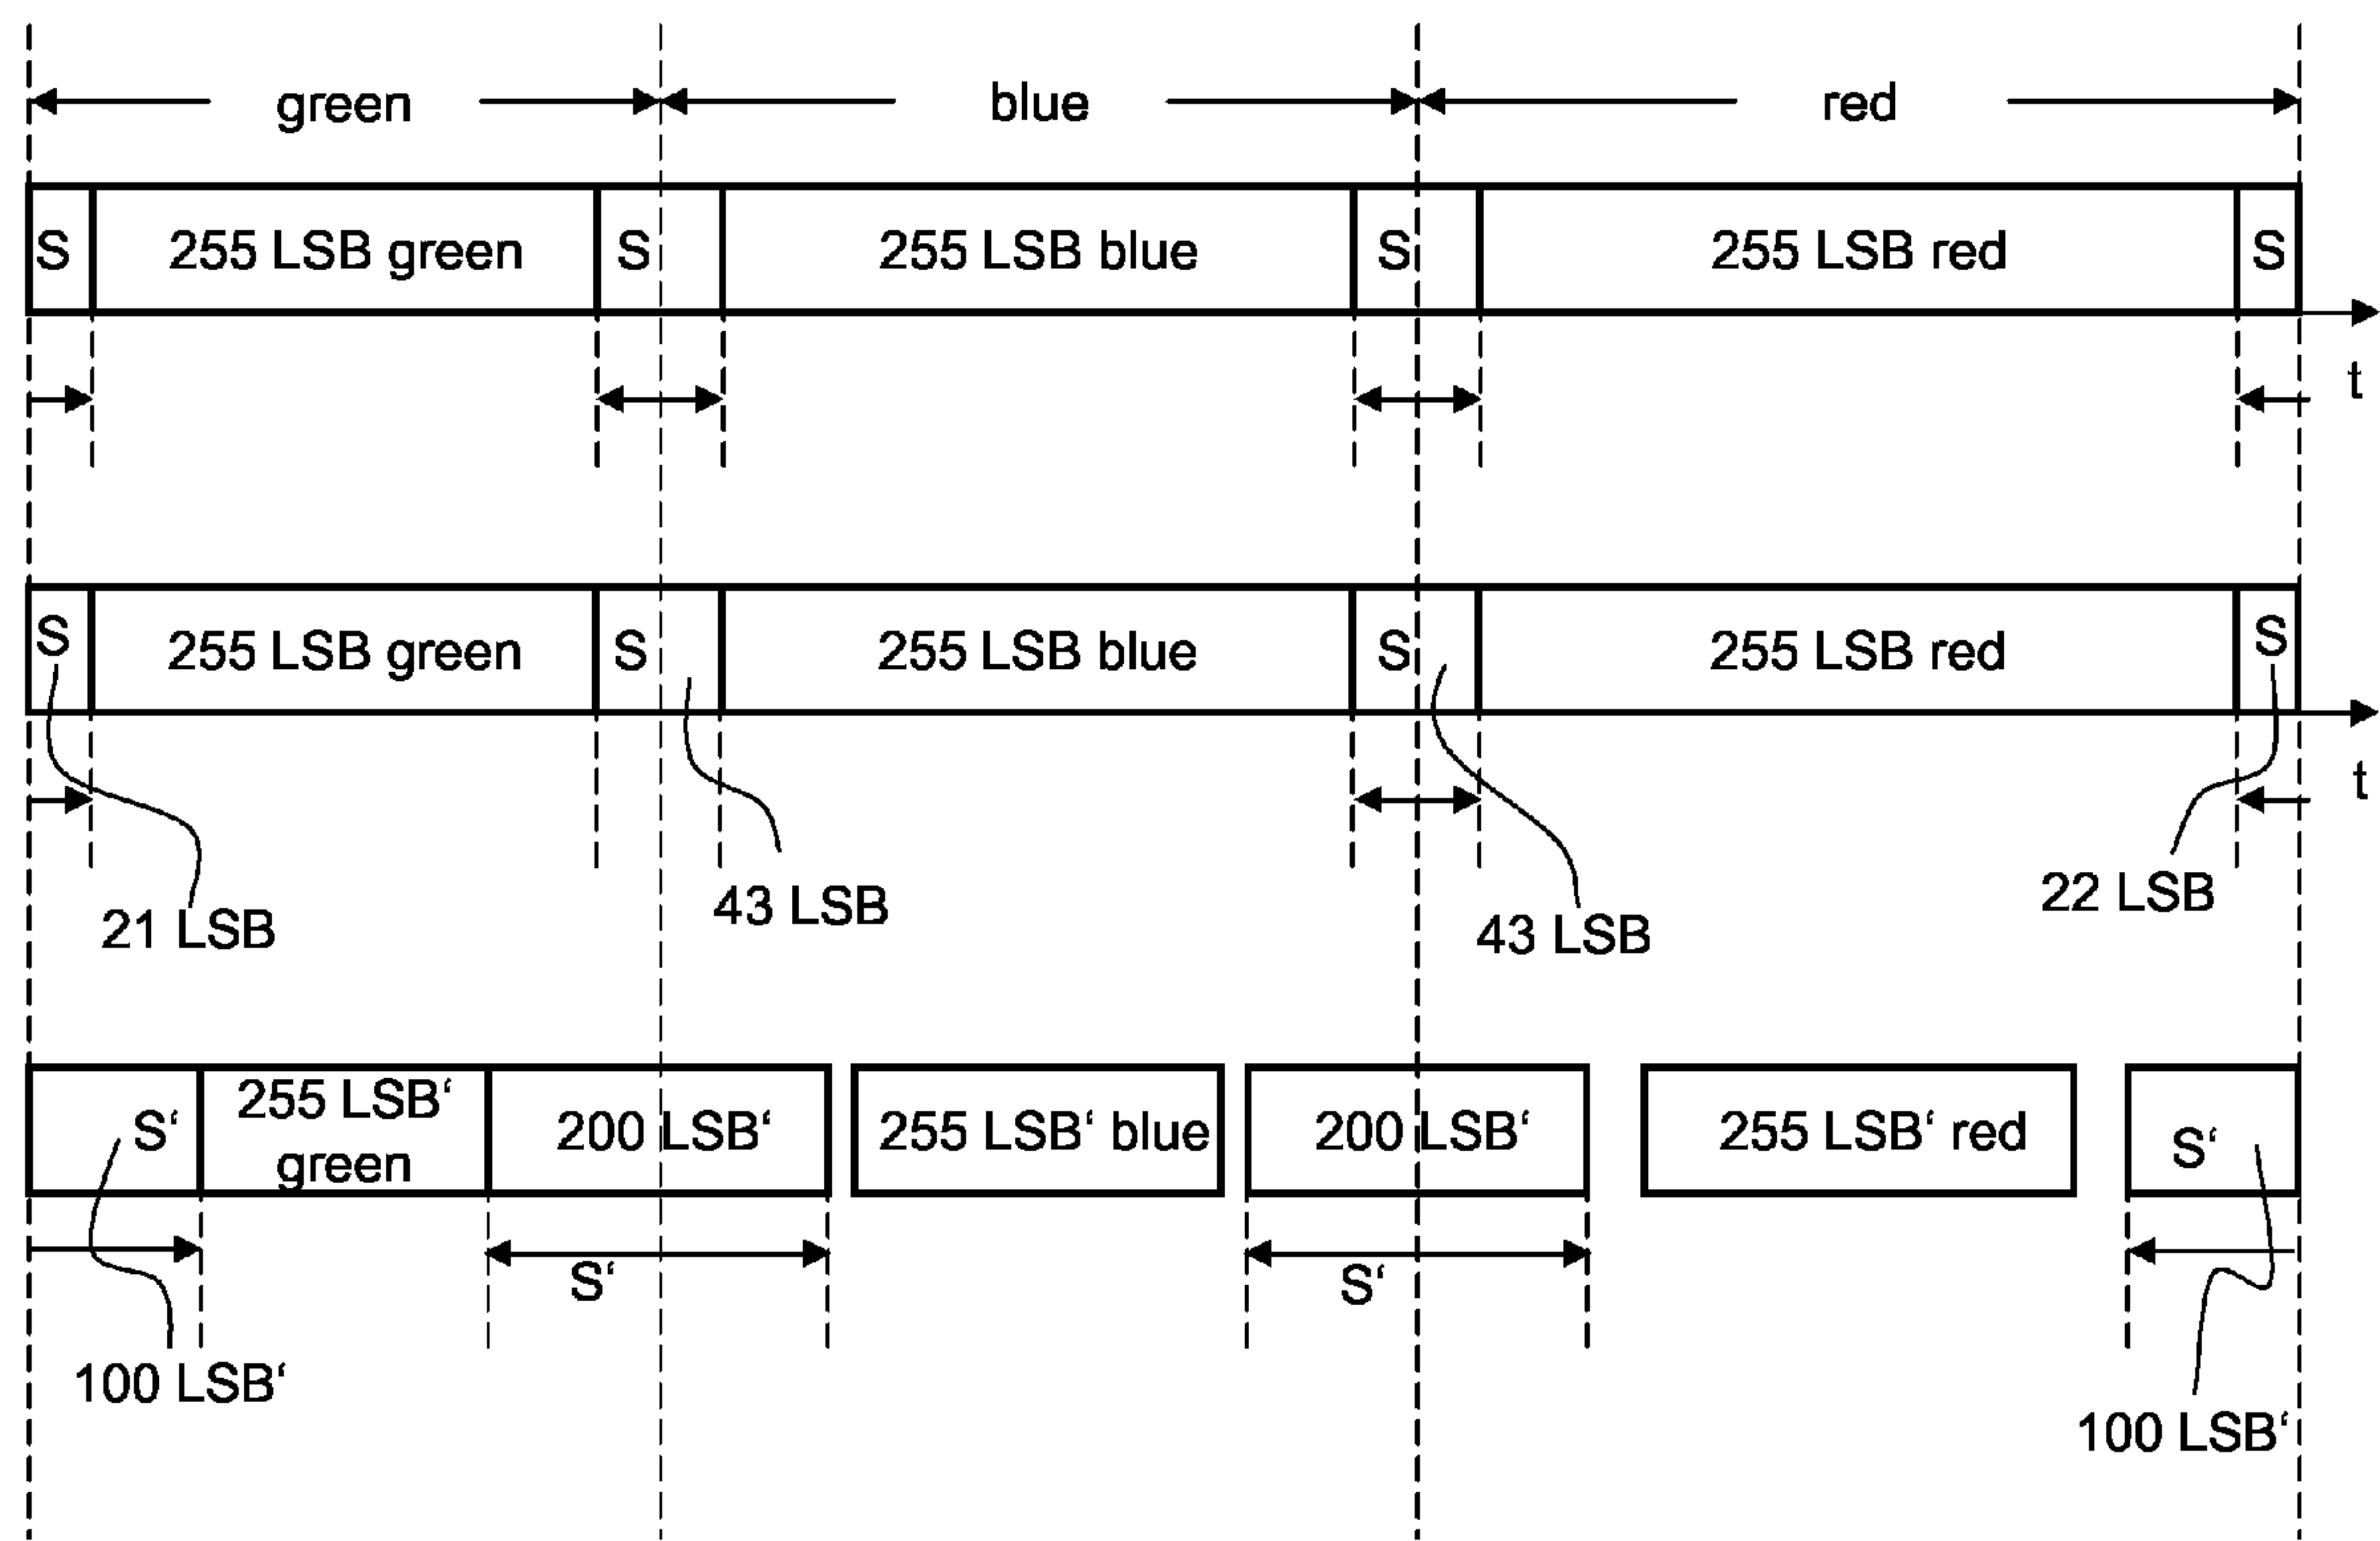 green blue red
S 255 LSB green S 255 LSB blue S 255 LSB red S
t
S 255 LSB green S 255 LSB blue S 255 LSB red S
t
21 LSB 43 LSB 43 LSB 22 LSB
S‘ 255 LSB‘ green 200 LSB‘ 255 LSB‘ blue 200 LSB‘ 255 LSB‘ red S‘
S‘ S‘
100 LSB‘ 100 LSB‘